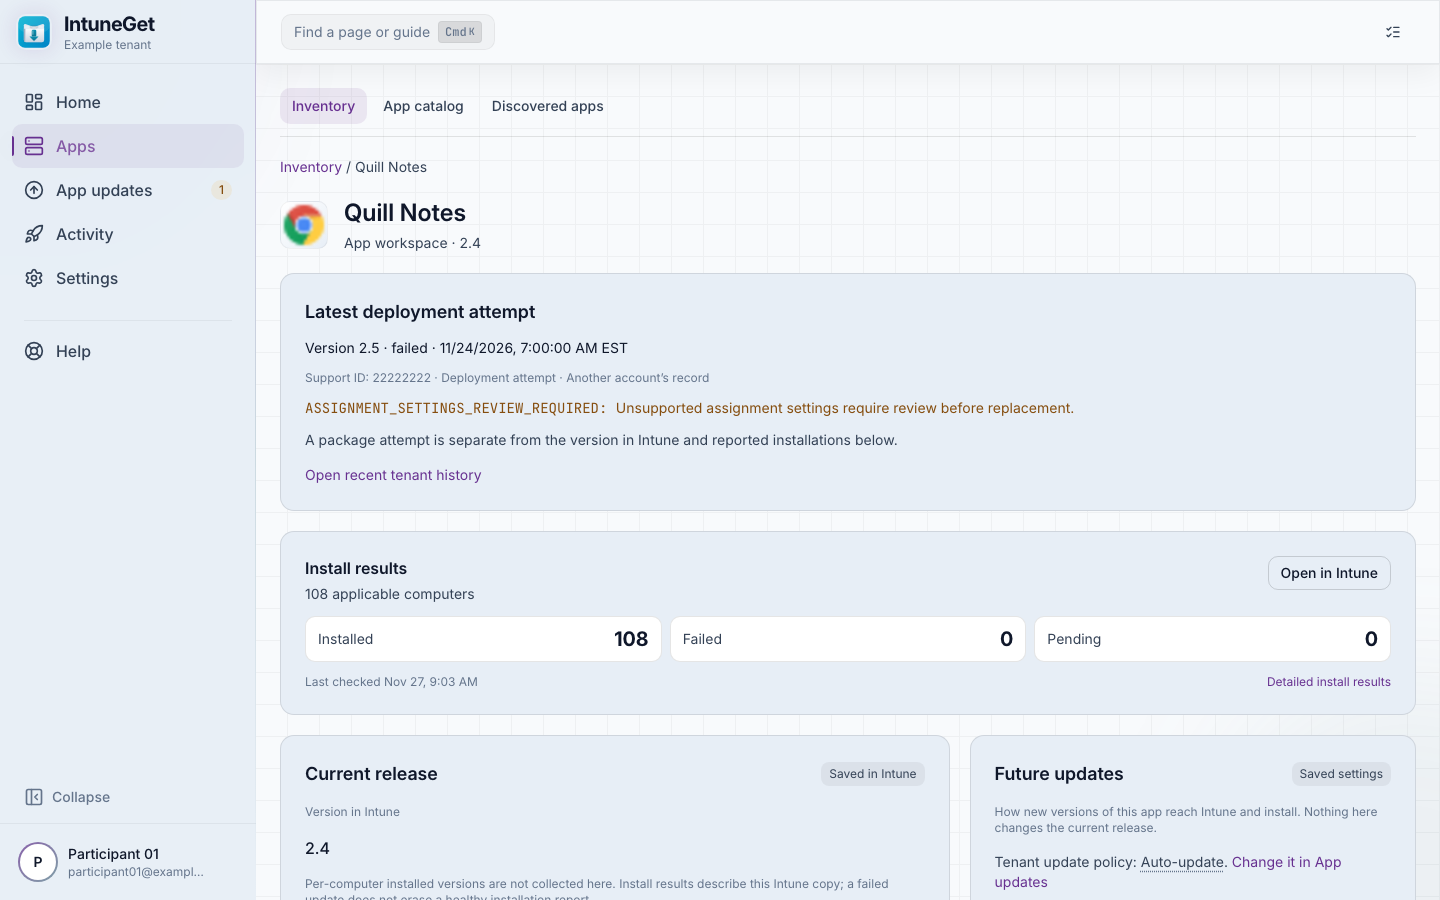 IntuneGet
Example tenant
Find a page or guide Cmd K
Home
Apps
App updates 1
Activity
Settings
Help
Collapse
P
Participant 01
participant01@exampl...
Inventory App catalog Discovered apps
Inventory / Quill Notes
Quill Notes
App workspace · 2.4
Latest deployment attempt
Version 2.5 · failed · 11/24/2026, 7:00:00 AM EST
Support ID: 22222222 · Deployment attempt · Another account’s record
ASSIGNMENT_SETTINGS_REVIEW_REQUIRED: Unsupported assignment settings require review before replacement.
A package attempt is separate from the version in Intune and reported installations below.
Open recent tenant history
Install results
Open in Intune
108 applicable computers
Installed 108
Failed 0
Pending 0
Last checked Nov 27, 9:03 AM
Detailed install results
Current release
Saved in Intune
Version in Intune
2.4
Per-computer installed versions are not collected here. Install results describe this Intune copy; a failed
update does not erase a healthy installation report.
Future updates
Saved settings
How new versions of this app reach Intune and install. Nothing here
changes the current release.
Tenant update policy: Auto-update. Change it in App
updates